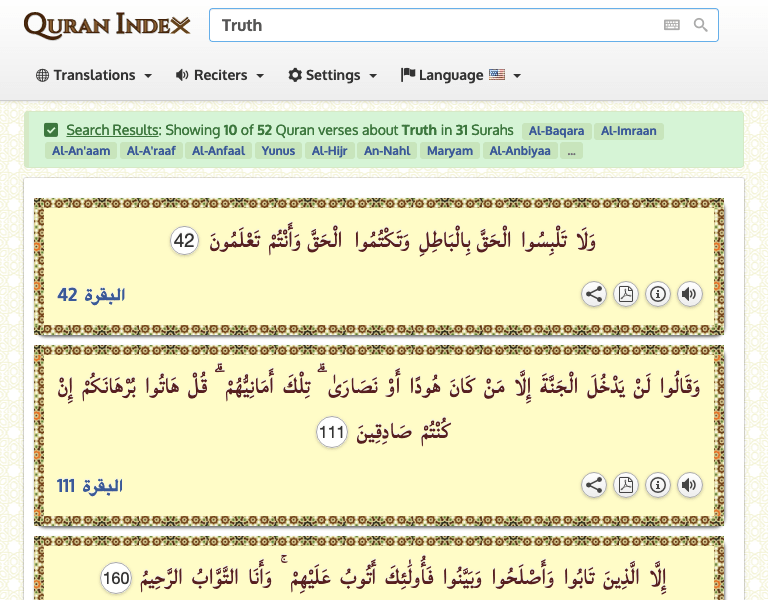 Quran Index
Truth
Translations
Reciters
Settings
Language
Search Results: Showing 10 of 52 Quran verses about Truth in 31 Surahs Al-Baqara Al-Imraan
Al-An'aam Al-A'raaf Al-Anfaal Yunus Al-Hijr An-Nahl Maryam Al-Anbiyaa ...
وَلَا تَلْبِسُوا الْحَقَّ بِالْبَاطِلِ وَتَكْتُمُوا الْحَقَّ وَأَنْتُمْ تَعْلَمُونَ 42
البقرة 42
وَقَالُوا لَنْ يَدْخُلَ الْجَنَّةَ إِلَّا مَنْ كَانَ هُودًا أَوْ نَصَارَىٰ ۗ تِلْكَ أَمَانِيُّهُمْ ۗ قُلْ هَاتُوا بُرْهَانَكُمْ إِنْ
كُنْتُمْ صَادِقِينَ 111
البقرة 111
إِلَّا الَّذِينَ تَابُوا وَأَصْلَحُوا وَبَيَّنُوا فَأُولَٰئِكَ أَتُوبُ عَلَيْهِمْ ۚ وَأَنَا التَّوَّابُ الرَّحِيمُ 160